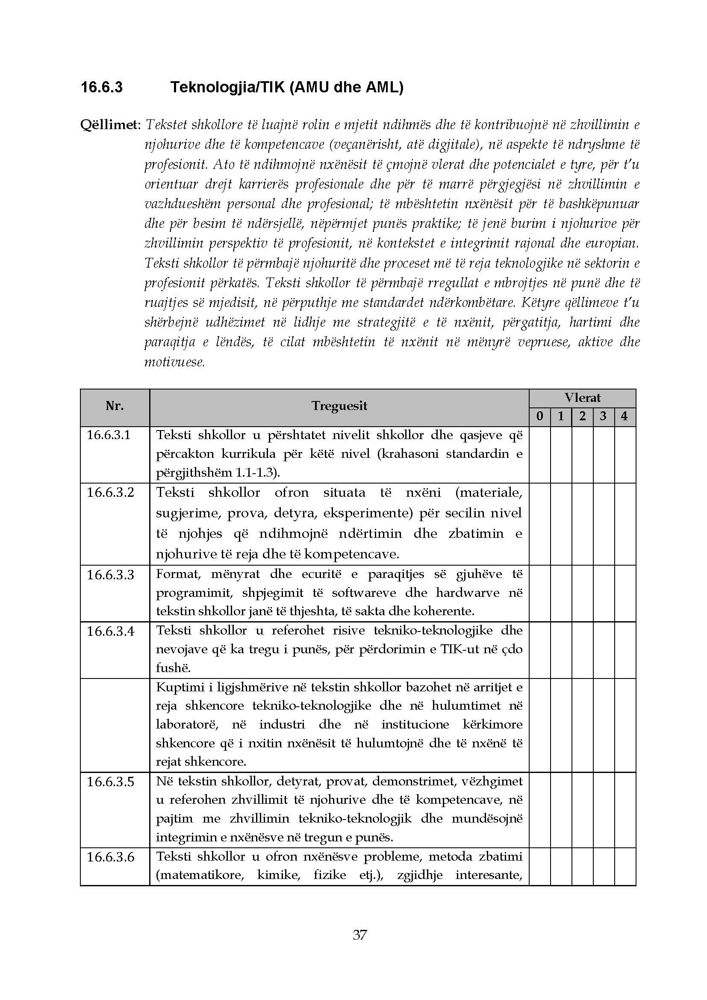 16.6.3 Teknologjia/TIK (AMU dhe AML)
Qëllimet: Tekstet shkollore të luajnë rolin e mjetit ndihmës dhe të kontribuojnë në zhvillimin e
njohurive dhe të kompetencave (veçanërisht, atë digjitale), në aspekte të ndryshme të
profesionit. Ato të ndihmojnë nxënësit të çmojnë vlerat dhe potencialet e tyre, për t’u
orientuar drejt karrierës profesionale dhe për të marrë përgjegjësi në zhvillimin e
vazhdueshëm personal dhe profesional; të mbështetin nxënësit për të bashkëpunuar
dhe për besim të ndërsjellë, nëpërmjet punës praktike; të jenë burim i njohurive për
zhvillimin perspektiv të profesionit, në kontekstet e integrimit rajonal dhe europian.
Teksti shkollor të përmbajë njohuritë dhe proceset më të reja teknologjike në sektorin e
profesionit përkatës. Teksti shkollor të përmbajë rregullat e mbrojtjes në punë dhe të
ruajtjes së mjedisit, në përputhje me standardet ndërkombëtare. Këtyre qëllimeve t’u
shërbejnë udhëzimet në lidhje me strategjitë e të nxënit, përgatitja, hartimi dhe
paraqitja e lëndës, të cilat mbështetin të nxënit në mënyrë vepruese, aktive dhe
motivuese.
Nr. Treguesit Vlerat
0 1 2 3 4
16.6.3.1 Teksti shkollor u përshtatet nivelit shkollor dhe qasjeve që
përcakton kurrikula për këtë nivel (krahasoni standardin e
përgjithshëm 1.1-1.3).
16.6.3.2 Teksti shkollor ofron situata të nxëni (materiale,
sugjerime, prova, detyra, eksperimente) për secilin nivel
të njohjes që ndihmojnë ndërtimin dhe zbatimin e
njohurive të reja dhe të kompetencave.
16.6.3.3 Format, mënyrat dhe ecuritë e paraqitjes së gjuhëve të
programimit, shpjegimit të softwareve dhe hardwarve në
tekstin shkollor janë të thjeshta, të sakta dhe koherente.
16.6.3.4 Teksti shkollor u referohet risive tekniko-teknologjike dhe
nevojave që ka tregu i punës, për përdorimin e TIK-ut në çdo
fushë.
Kuptimi i ligjshmërive në tekstin shkollor bazohet në arritjet e
reja shkencore tekniko-teknologjike dhe në hulumtimet në
laboratorë, në industri dhe në institucione kërkimore
shkencore që i nxitin nxënësit të hulumtojnë dhe të nxënë të
rejat shkencore.
16.6.3.5 Në tekstin shkollor, detyrat, provat, demonstrimet, vëzhgimet
u referohen zhvillimit të njohurive dhe të kompetencave, në
pajtim me zhvillimin tekniko-teknologjik dhe mundësojnë
integrimin e nxënësve në tregun e punës.
16.6.3.6 Teksti shkollor u ofron nxënësve probleme, metoda zbatimi
(matematikore, kimike, fizike etj.), zgjidhje interesante,
37